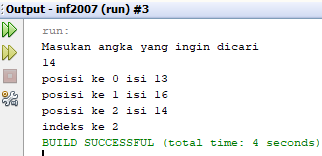 Output - inf2007 (run) #3
run:
Masukan angka yang ingin dicari
14
posisi ke 0 isi 13
posisi ke 1 isi 16
posisi ke 2 isi 14
indeks ke 2
BUILD SUCCESSFUL (total time: 4 seconds)